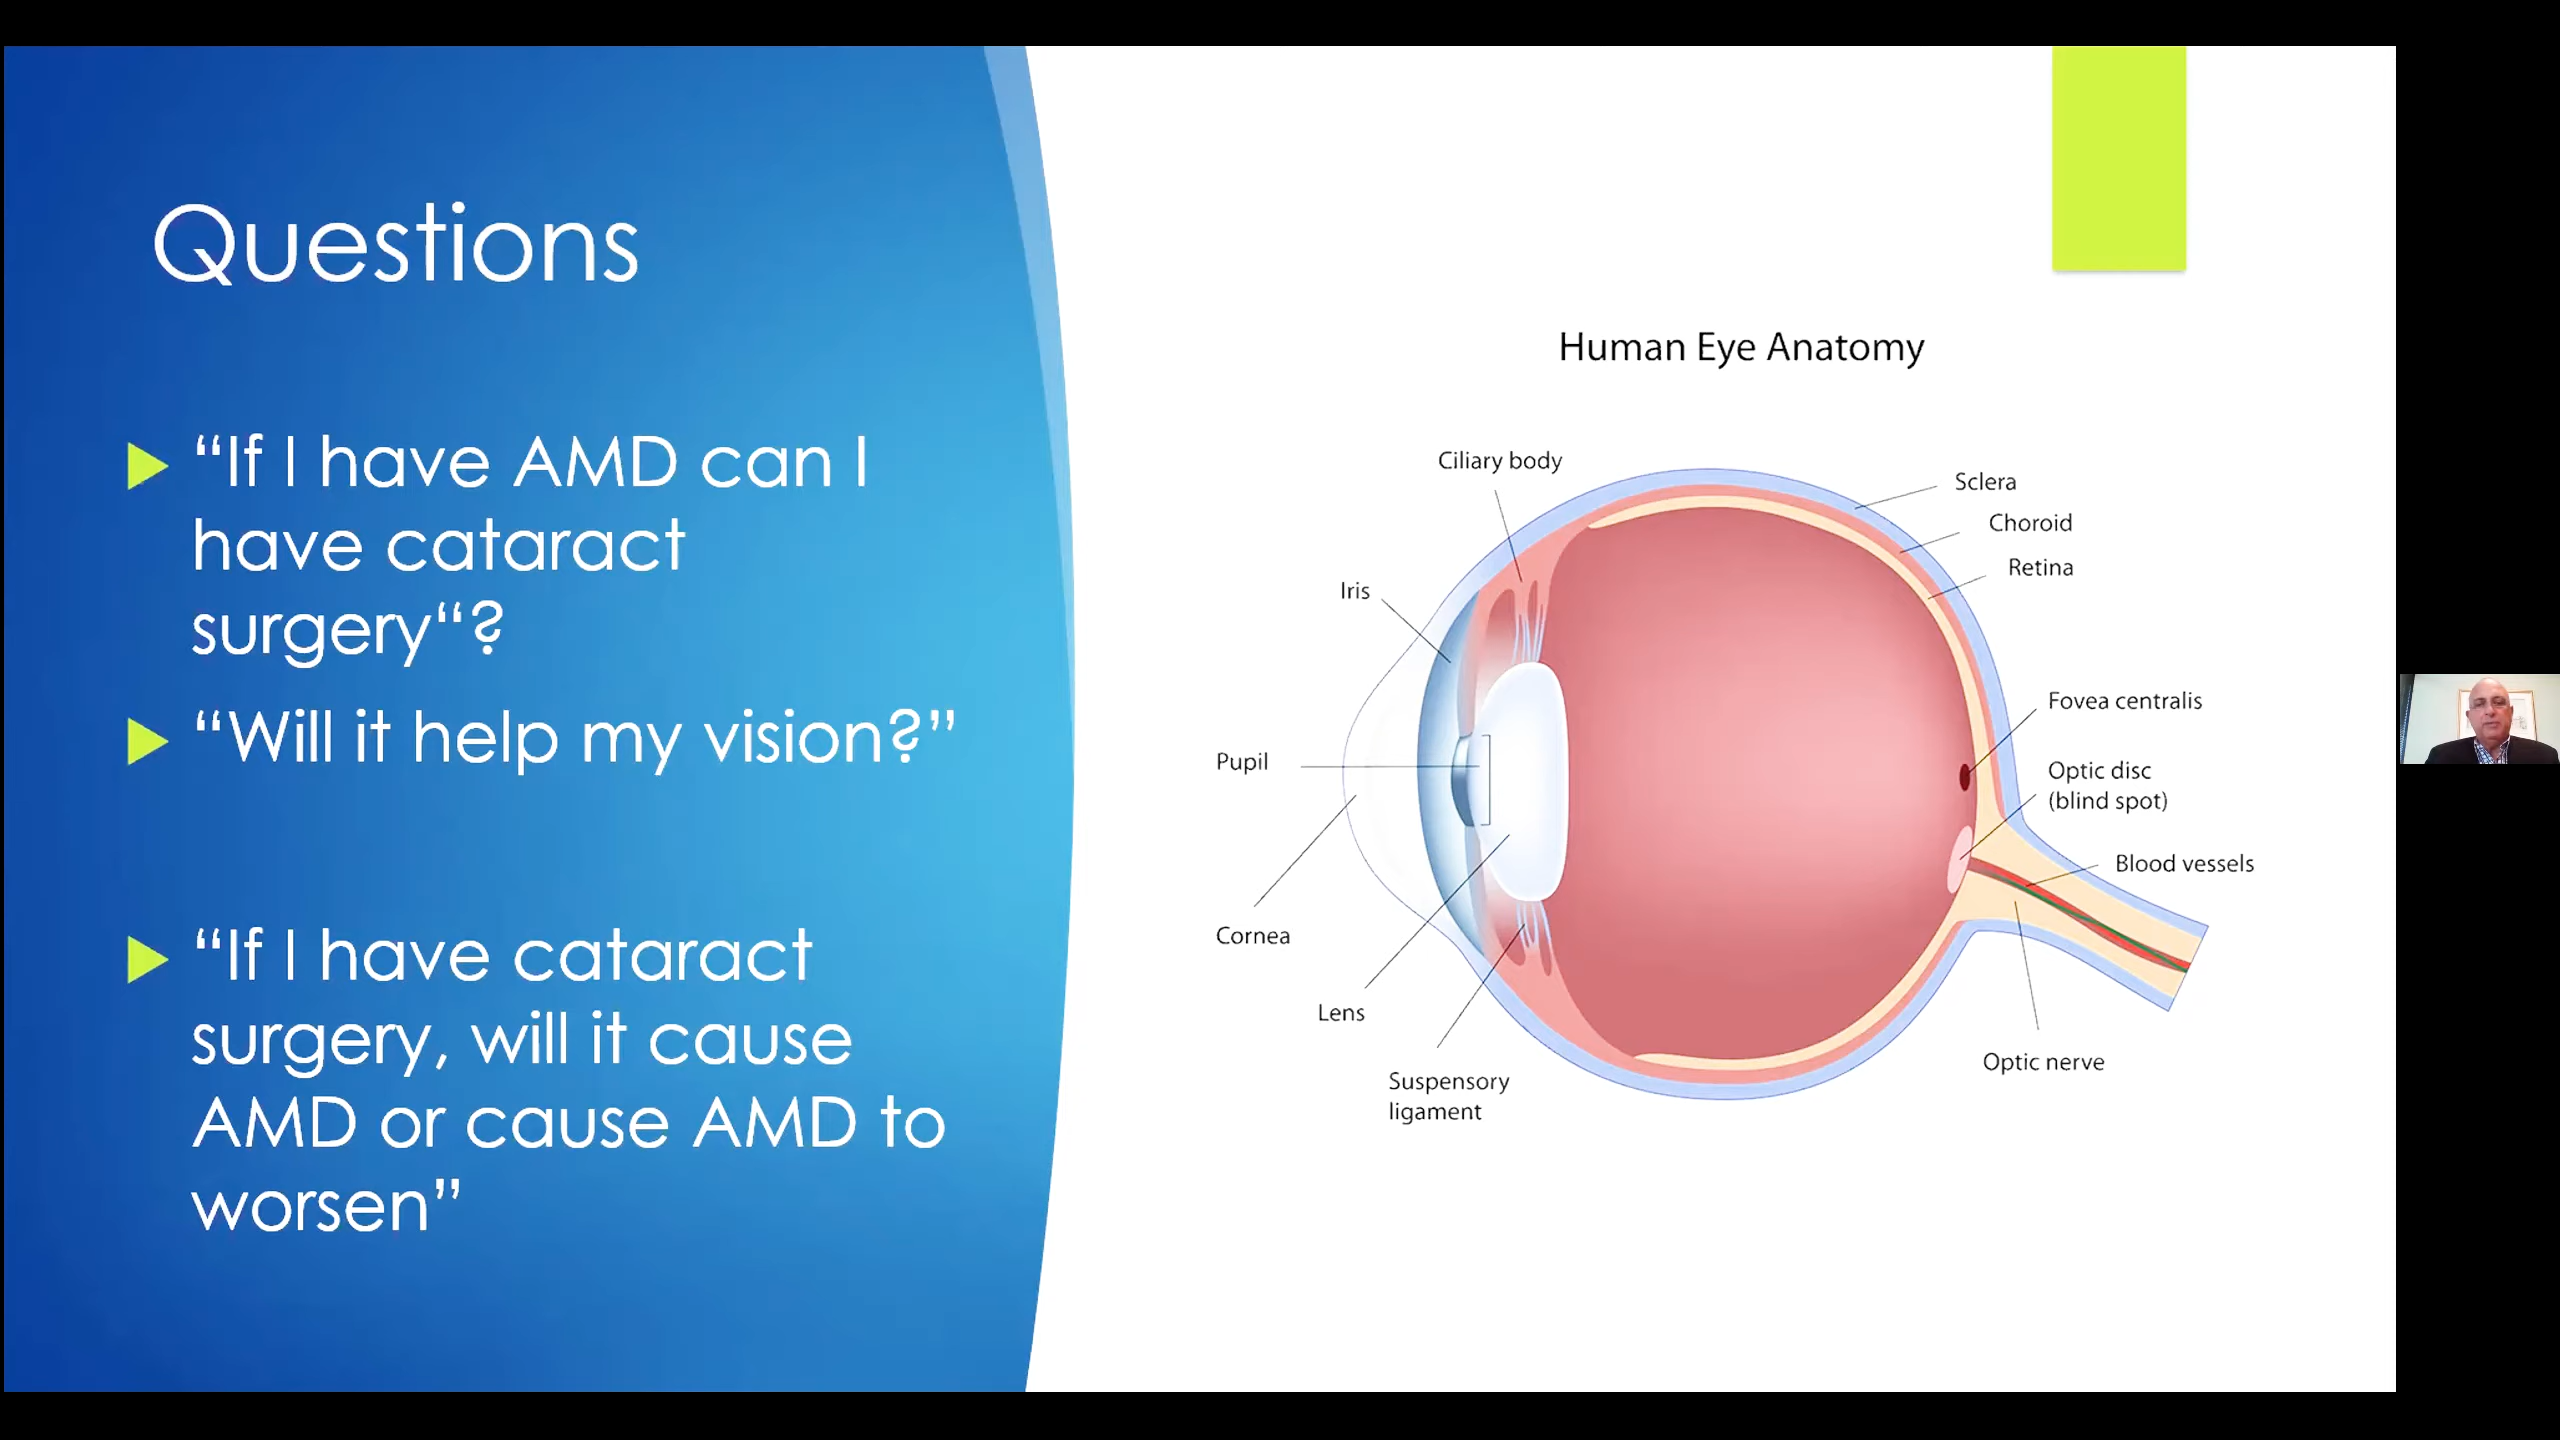 Questions
“If I have AMD can I
have cataract
surgery“?
“Will it help my vision?”
“If I have cataract
surgery, will it cause
AMD or cause AMD to
worsen”
Human Eye Anatomy
Ciliary body
Sclera
Choroid
Retina
Iris
Fovea centralis
Pupil
Optic disc
(blind spot)
Blood vessels
Cornea
Lens
Optic nerve
Suspensory
ligament